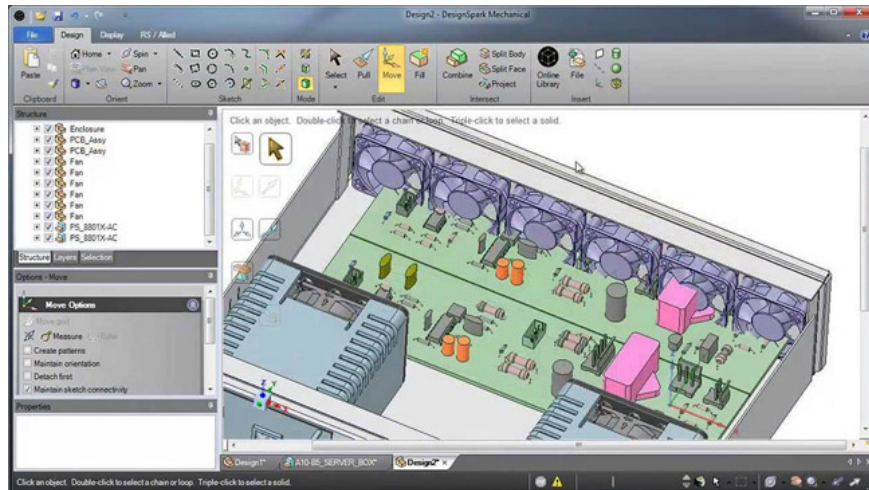 Design2 - DesignSpark Mechanical
File Design Display RS / Allied
Paste
Home Spin
Plan View Pan
Zoom
Select Pull Move Fill
Combine Split Body
Split Face
Project
Online Library File
Clipboard Orient Sketch Mode Edit Intersect Insert
Structure
Enclosure
PCB_Assy
PCB_Assy
Fan
Fan
Fan
Fan
Fan
Fan
PS_8801X-AC
PS_8801X-AC
Structure Layers Selection
Options - Move
Move Options
Move grid
Measure
Create patterns
Maintain orientation
Detach first
Maintain sketch connectivity
Properties
Click an object. Double-click to select a chain or loop. Triple-click to select a solid.
Z Y
Design1* A10-B5_SERVER_BOX* Design2*
Click an object. Double-click to select a chain or loop. Triple-click to select a solid.